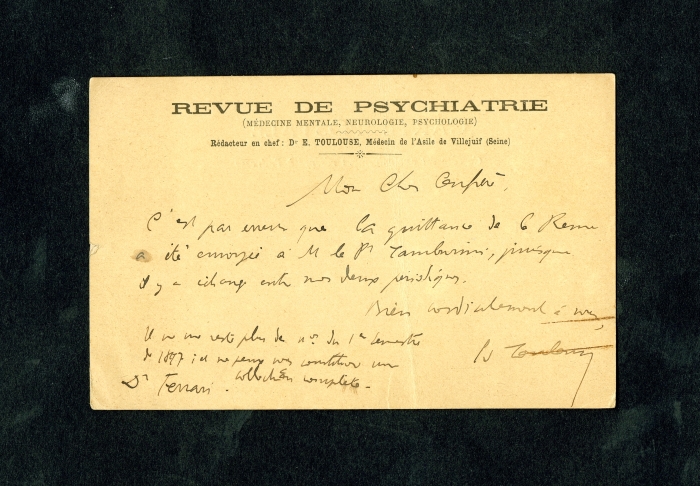 REVUE DE PSYCHIATRIE
(MÉDECINE MENTALE, NEUROLOGIE, PSYCHOLOGIE)
Rédacteur en chef : Dr E. TOULOUSE, Médecin de l'Asile de Villejuif (Seine)
Mon Cher Confrère,
C'est par erreur que la quittance de la Revue
a été envoyée à M le Pr Tamburini, puisque
il y a échange entre nos deux périodiques.
Bien cordialement à vous,
Il ne me reste plus de nos du 1er semestre
de 1897 ; et ne peux vous constituer une
collection complète.
Dr Toulouse
Dr Ferrari.